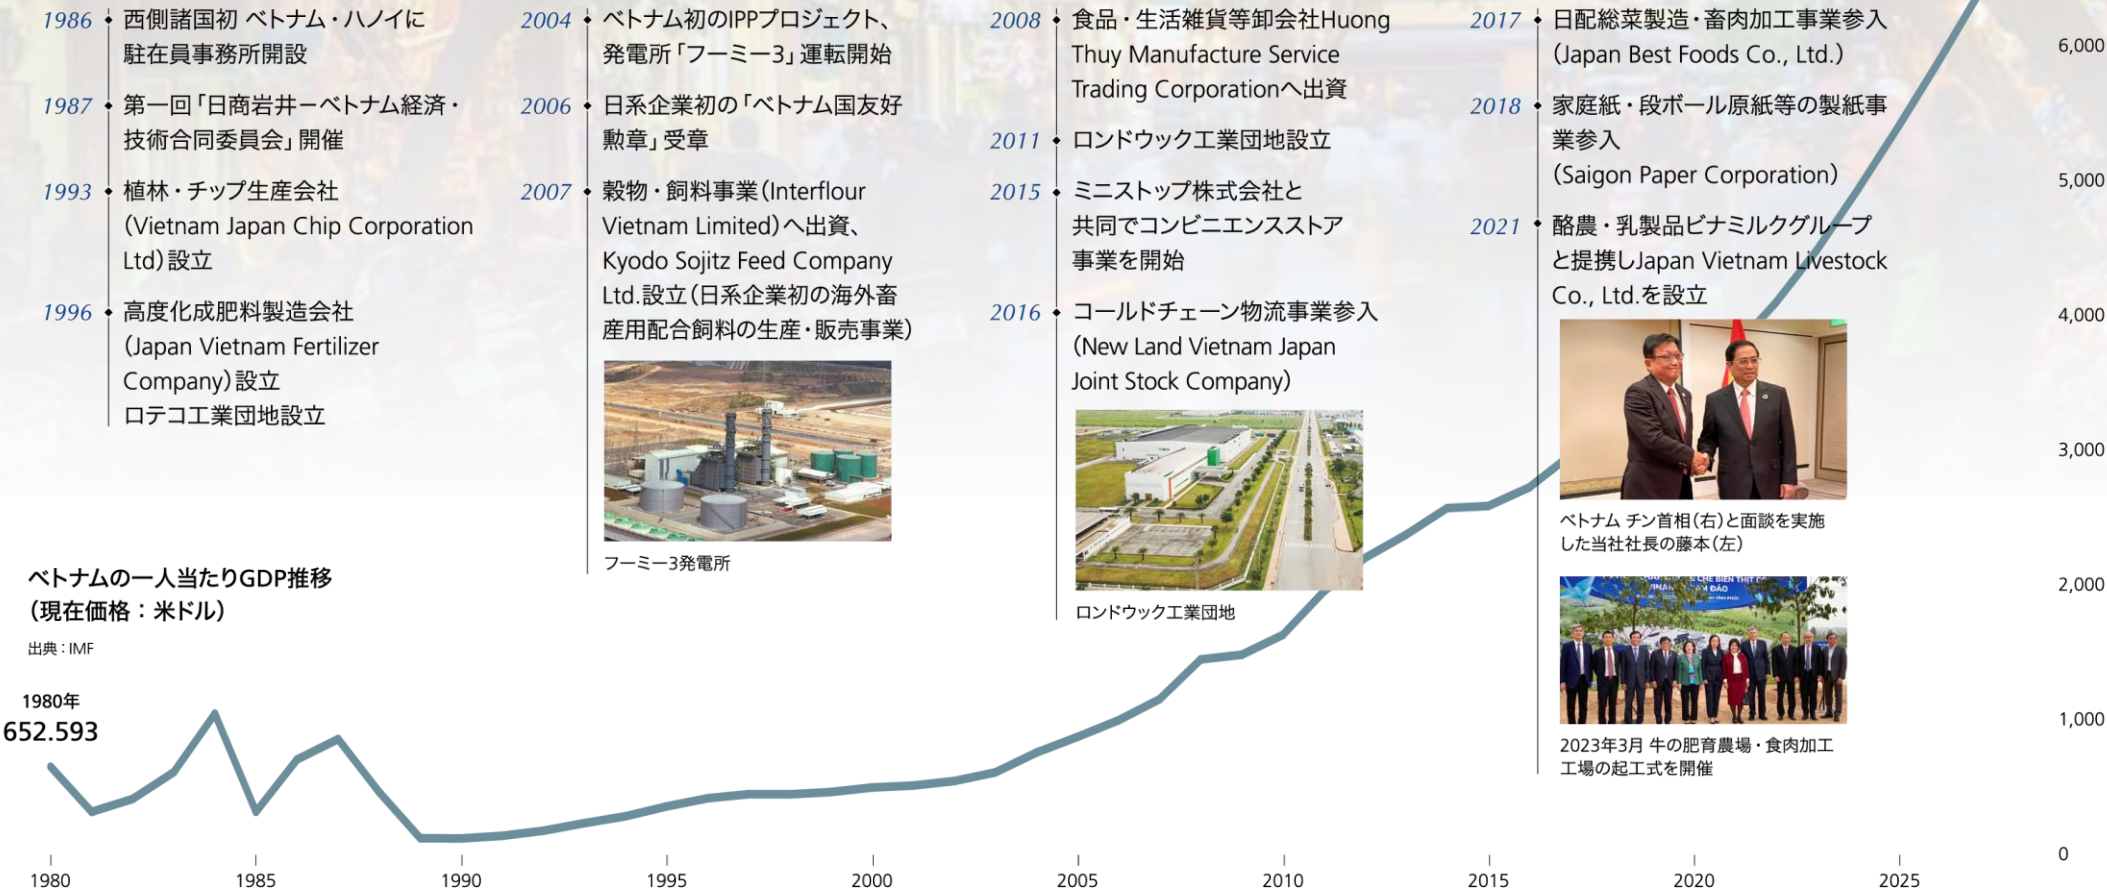 1986 西側諸国初 ベトナム・ハノイに
駐在員事務所開設
1987 第一回「日商岩井－ベトナム経済・
技術合同委員会」開催
1993 植林・チップ生産会社
（Vietnam Japan Chip Corporation
Ltd）設立
1996 高度化成肥料製造会社
（Japan Vietnam Fertilizer
Company）設立
ロテコ工業団地設立
2004 ベトナム初のIPPプロジェクト、
発電所「フーミー3」運転開始
2006 日系企業初の「ベトナム国友好
勲章」受章
2007 穀物・飼料事業（Interflour
Vietnam Limited）へ出資、
Kyodo Sojitz Feed Company
Ltd.設立（日系企業初の海外畜
産用配合飼料の生産・販売事業）
フーミー3発電所
2008 食品・生活雑貨等卸会社Huong
Thuy Manufacture Service
Trading Corporationへ出資
2011 ロンドウック工業団地設立
2015 ミニストップ株式会社と
共同でコンビニエンスストア
事業を開始
2016 コールドチェーン物流事業参入
（New Land Vietnam Japan
Joint Stock Company）
ロンドウック工業団地
2017 日配総菜製造・畜肉加工事業参入
（Japan Best Foods Co., Ltd.）
2018 家庭紙・段ボール原紙等の製紙事
業参入
（Saigon Paper Corporation）
2021 酪農・乳製品ビナミルクグループ
と提携しJapan Vietnam Livestock
Co., Ltd.を設立
ベトナム チン首相（右）と面談を実施
した当社社長の藤本（左）
2023年3月 牛の肥育農場・食肉加工
工場の起工式を開催
ベトナムの一人当たりGDP推移
（現在価格：米ドル）
出典：IMF
1980年
652.593
6,000
5,000
4,000
3,000
2,000
1,000
0
1980 1985 1990 1995 2000 2005 2010 2015 2020 2025